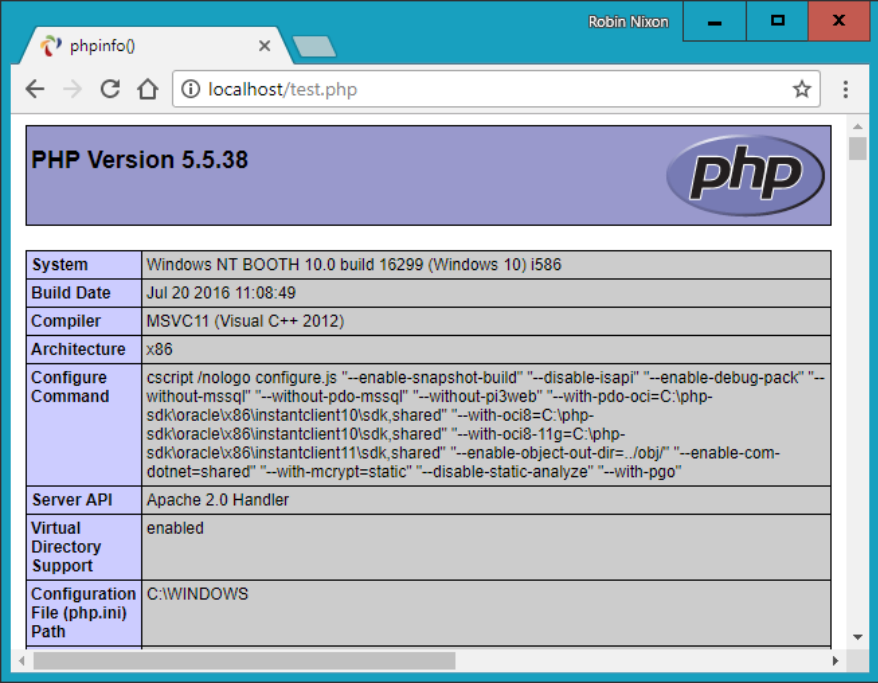 Robin Nixon
phpinfo()
localhost/test.php
PHP Version 5.5.38
php
System Windows NT BOOTH 10.0 build 16299 (Windows 10) i586
Build Date Jul 20 2016 11:08:49
Compiler MSVC11 (Visual C++ 2012)
Architecture x86
Configure Command
cscript /nologo configure.js "--enable-snapshot-build" "--disable-isapi" "--enable-debug-pack" "--
without-mssql" "--without-pdo-mssql" "--without-pi3web" "--with-pdo-oci=C:\php-
sdk\oracle\x86\instantclient10\sdk,shared" "--with-oci8=C:\php-
sdk\oracle\x86\instantclient10\sdk,shared" "--with-oci8-11g=C:\php-
sdk\oracle\x86\instantclient11\sdk,shared" "--enable-object-out-dir=../obj/" "--enable-com-
dotnet=shared" "--with-mcrypt=static" "--disable-static-analyze" "--with-pgo"
Server API Apache 2.0 Handler
Virtual
Directory
Support
enabled
Configuration
File (php.ini)
Path
C:\WINDOWS